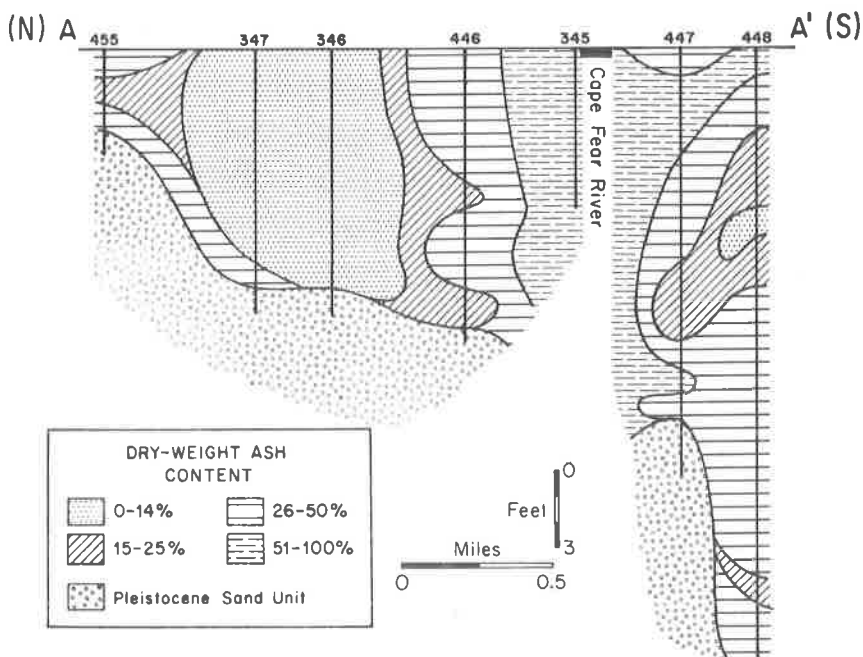 (N) A
A' (S)
455
347
346
446
345
447
448
Cape Fear River
DRY-WEIGHT ASH
CONTENT
0-14%
26-50%
15-25%
51-100%
Pleistocene Sand Unit
0
Feet
3
Miles
0
0.5